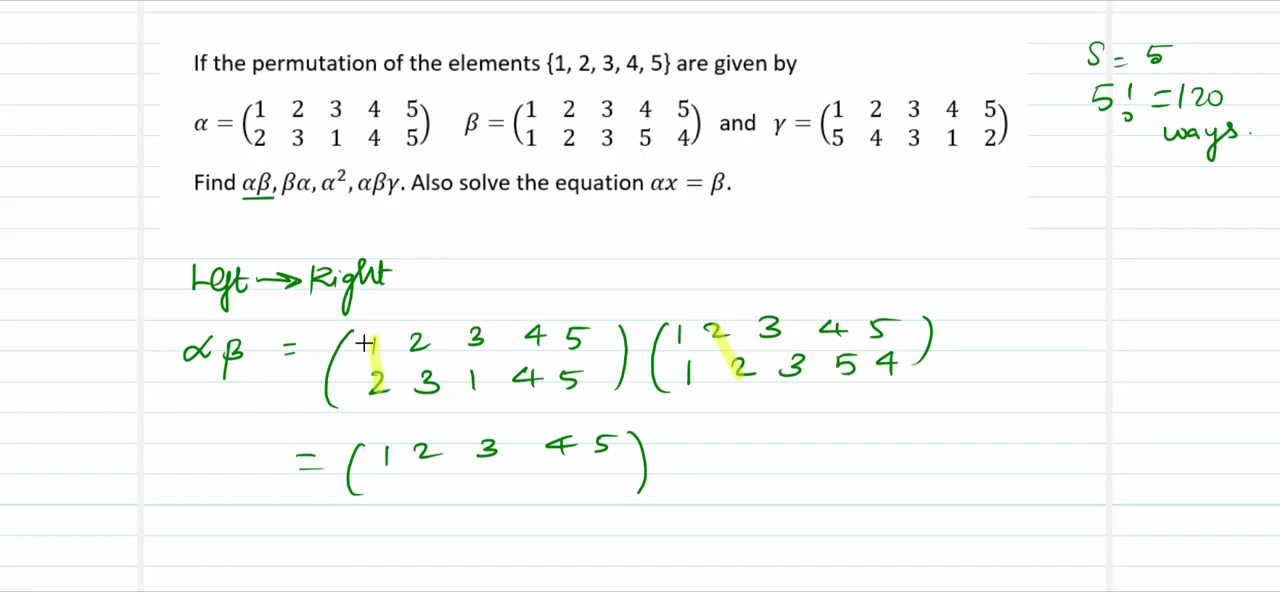 If the permutation of the elements {1, 2, 3, 4, 5} are given by
α = (1 2 3 4 5 / 2 3 1 4 5) β = (1 2 3 4 5 / 1 2 3 5 4) and γ = (1 2 3 4 5 / 5 4 3 1 2)
Find αβ, βα, α², αβγ. Also solve the equation αx = β.
S = 5
5! = 120
ways.
Left → Right
αβ = (1 2 3 4 5 / 2 3 1 4 5) (1 2 3 4 5 / 1 2 3 5 4)
= (1 2 3 4 5)